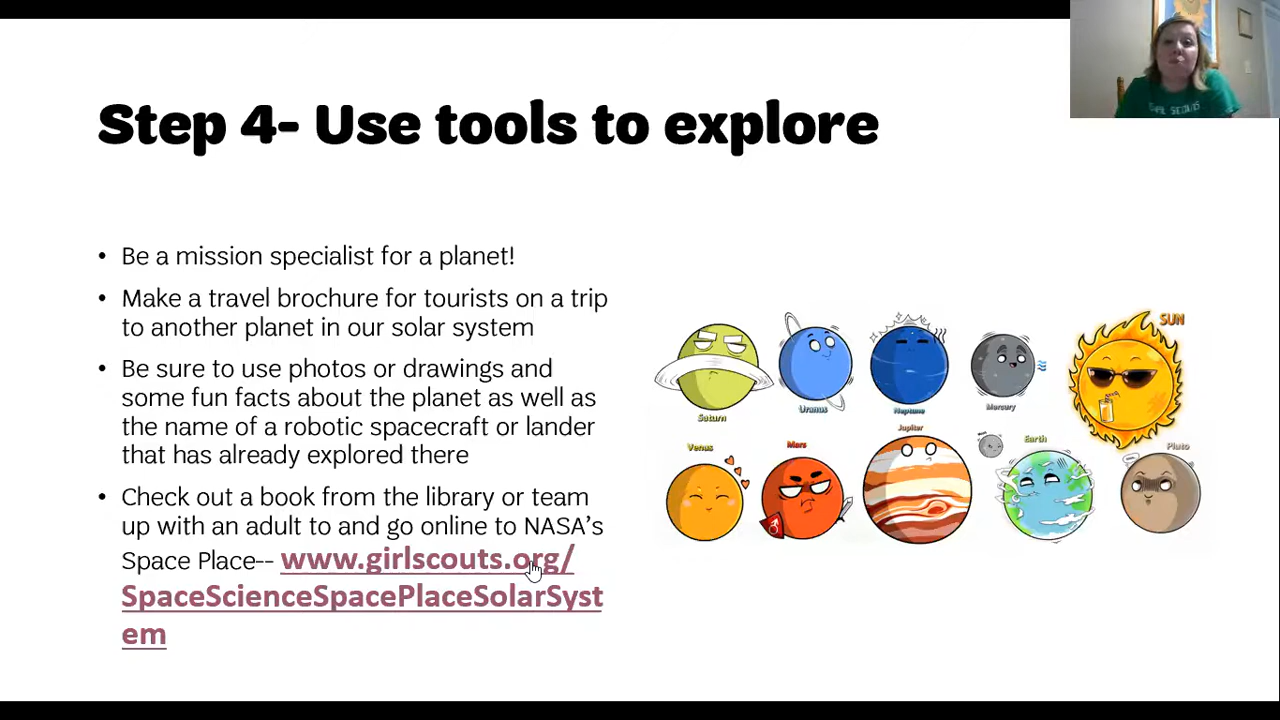 Step 4- Use tools to explore
• Be a mission specialist for a planet!
• Make a travel brochure for tourists on a trip
to another planet in our solar system
• Be sure to use photos or drawings and
some fun facts about the planet as well as
the name of a robotic spacecraft or lander
that has already explored there
• Check out a book from the library or team
up with an adult to and go online to NASA's
Space Place-- www.girlscouts.org/
SpaceScienceSpacePlaceSolarSyst
em
Saturn
Uranus
Neptune
Mercury
SUN
Venus
Mars
Jupiter
Earth
Pluto